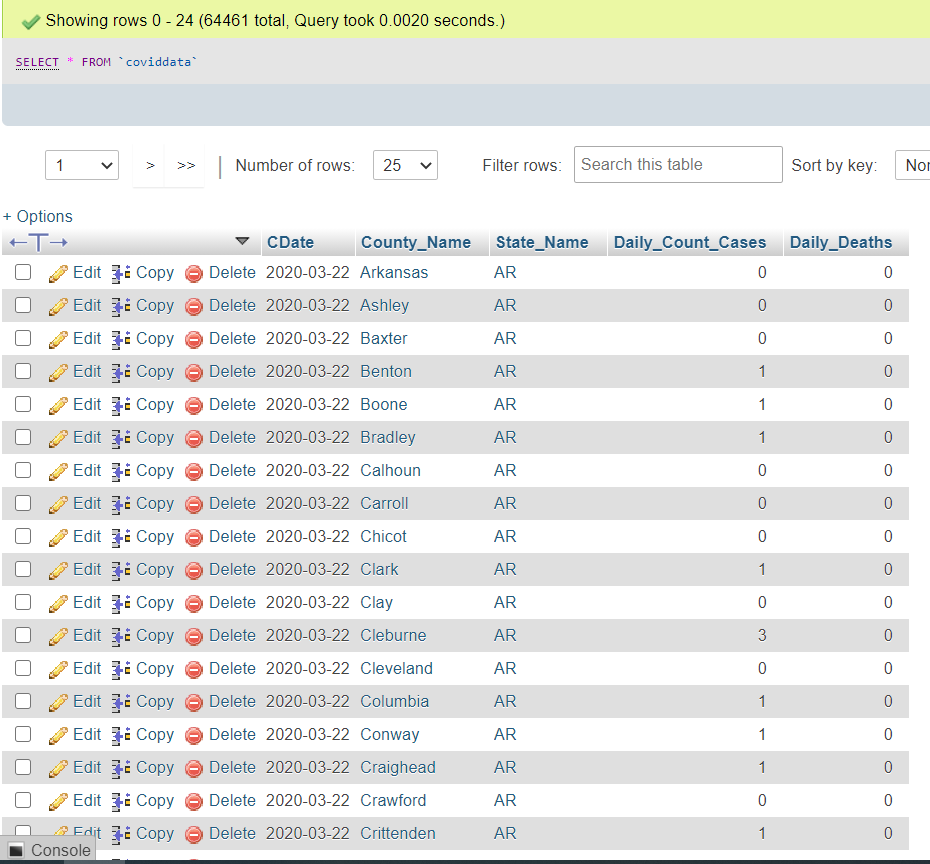 Showing rows 0 - 24 (64461 total, Query took 0.0020 seconds.)
SELECT * FROM `coviddata`
1 > >> | Number of rows: 25 Filter rows: Search this table Sort by key: Non
+ Options
←T→ CDate County_Name State_Name Daily_Count_Cases Daily_Deaths
Edit Copy Delete 2020-03-22 Arkansas AR 0 0
Edit Copy Delete 2020-03-22 Ashley AR 0 0
Edit Copy Delete 2020-03-22 Baxter AR 0 0
Edit Copy Delete 2020-03-22 Benton AR 1 0
Edit Copy Delete 2020-03-22 Boone AR 1 0
Edit Copy Delete 2020-03-22 Bradley AR 1 0
Edit Copy Delete 2020-03-22 Calhoun AR 0 0
Edit Copy Delete 2020-03-22 Carroll AR 0 0
Edit Copy Delete 2020-03-22 Chicot AR 0 0
Edit Copy Delete 2020-03-22 Clark AR 1 0
Edit Copy Delete 2020-03-22 Clay AR 0 0
Edit Copy Delete 2020-03-22 Cleburne AR 3 0
Edit Copy Delete 2020-03-22 Cleveland AR 0 0
Edit Copy Delete 2020-03-22 Columbia AR 1 0
Edit Copy Delete 2020-03-22 Conway AR 1 0
Edit Copy Delete 2020-03-22 Craighead AR 1 0
Edit Copy Delete 2020-03-22 Crawford AR 0 0
Edit Copy Delete 2020-03-22 Crittenden AR 1 0
Console